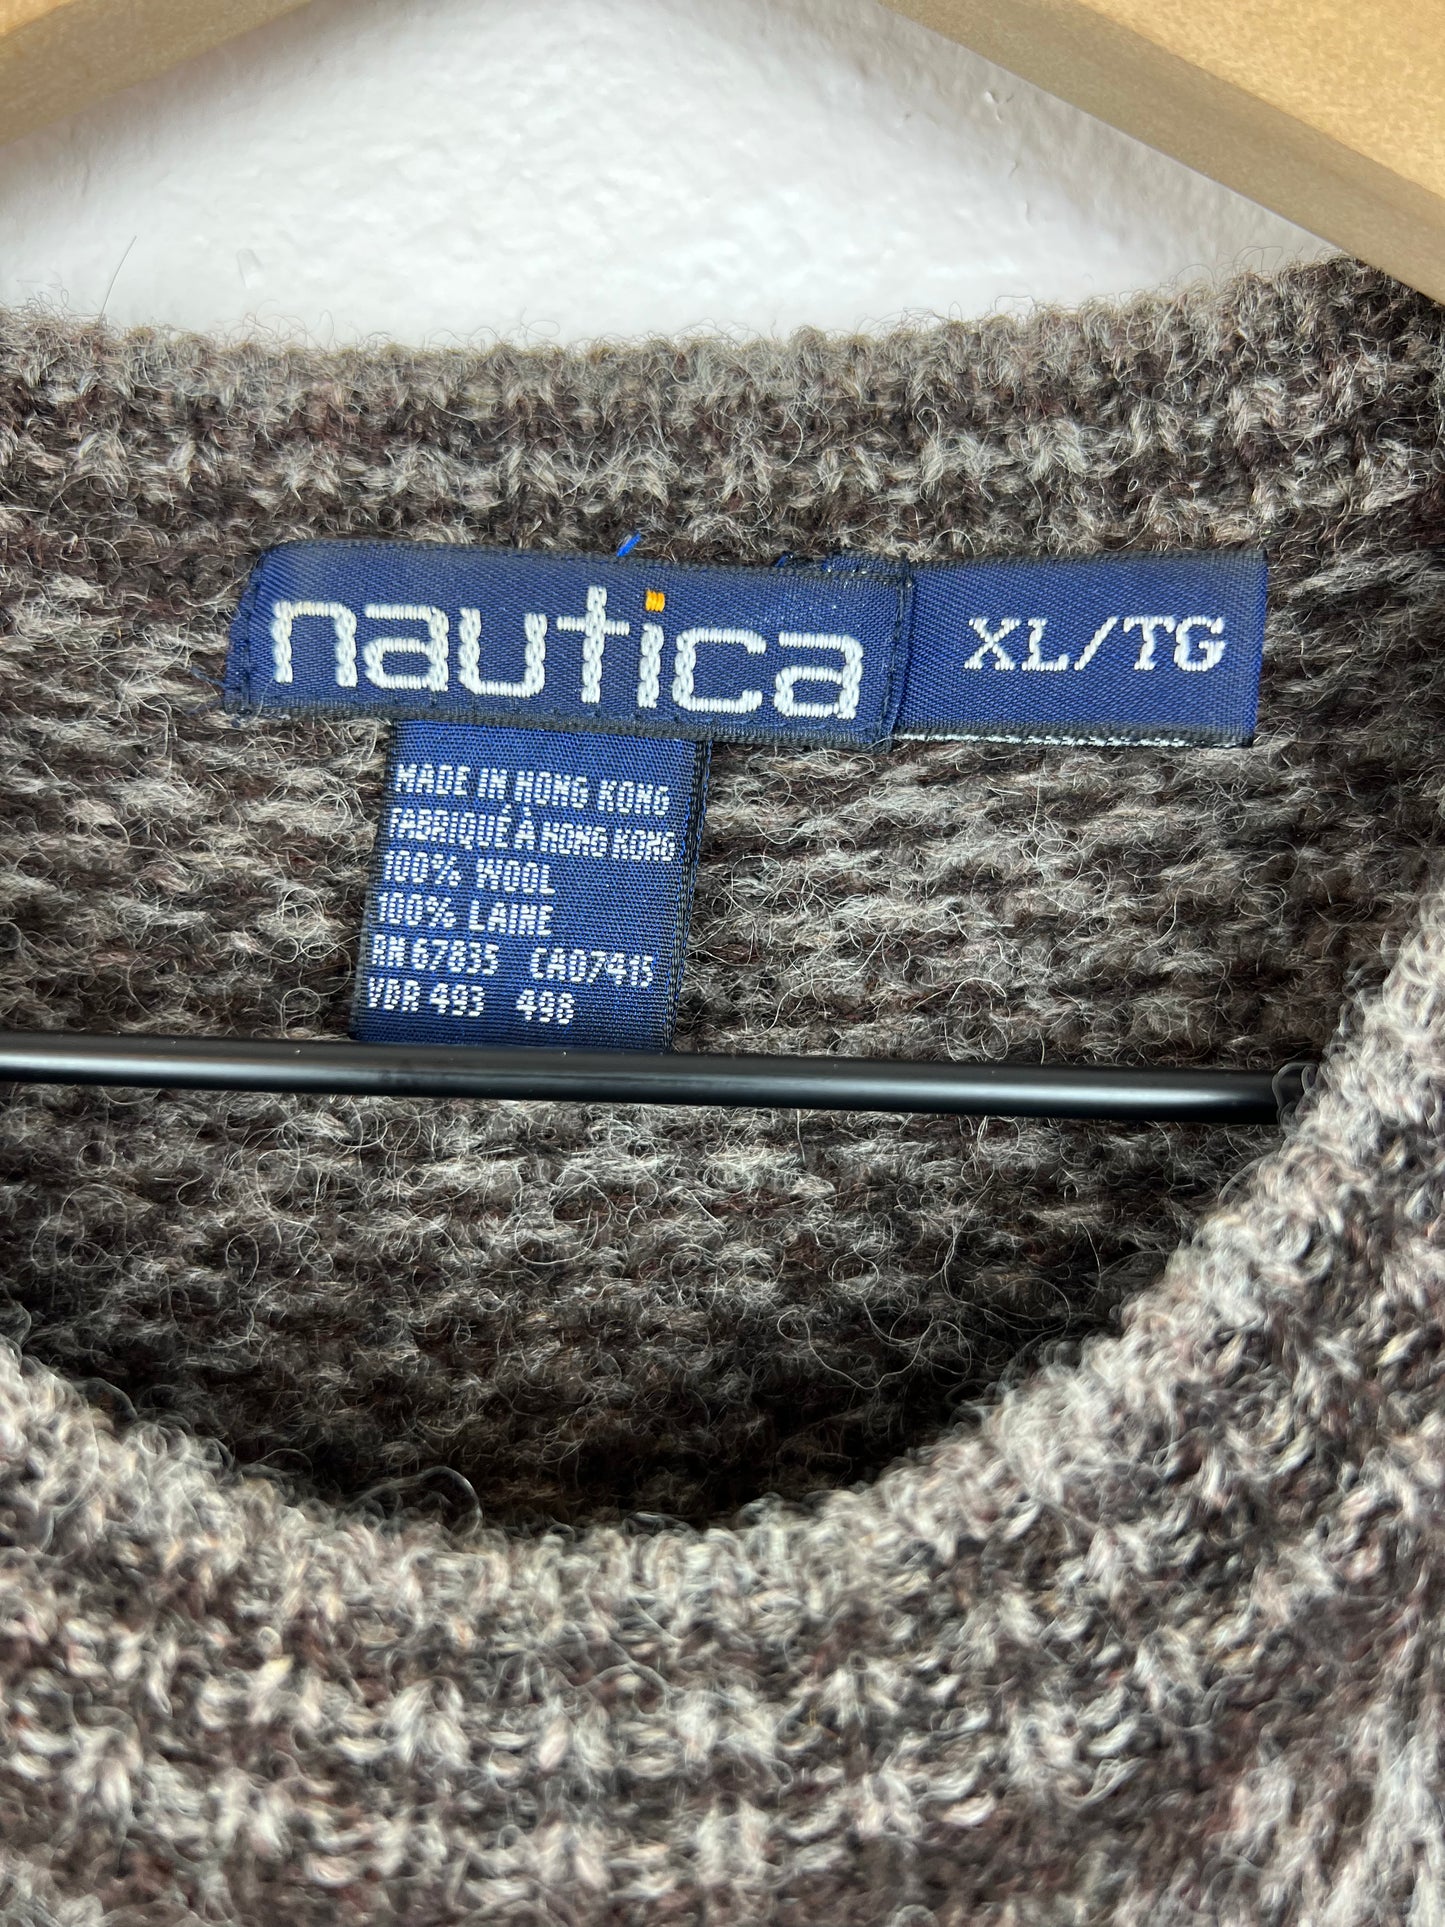 nautica
XL/TG
MADE IN HONG KONG
FABRIQUÉ À HONG KONG
100% WOOL
100% LAINE
RN 67835 CA07415
VDR 493 498